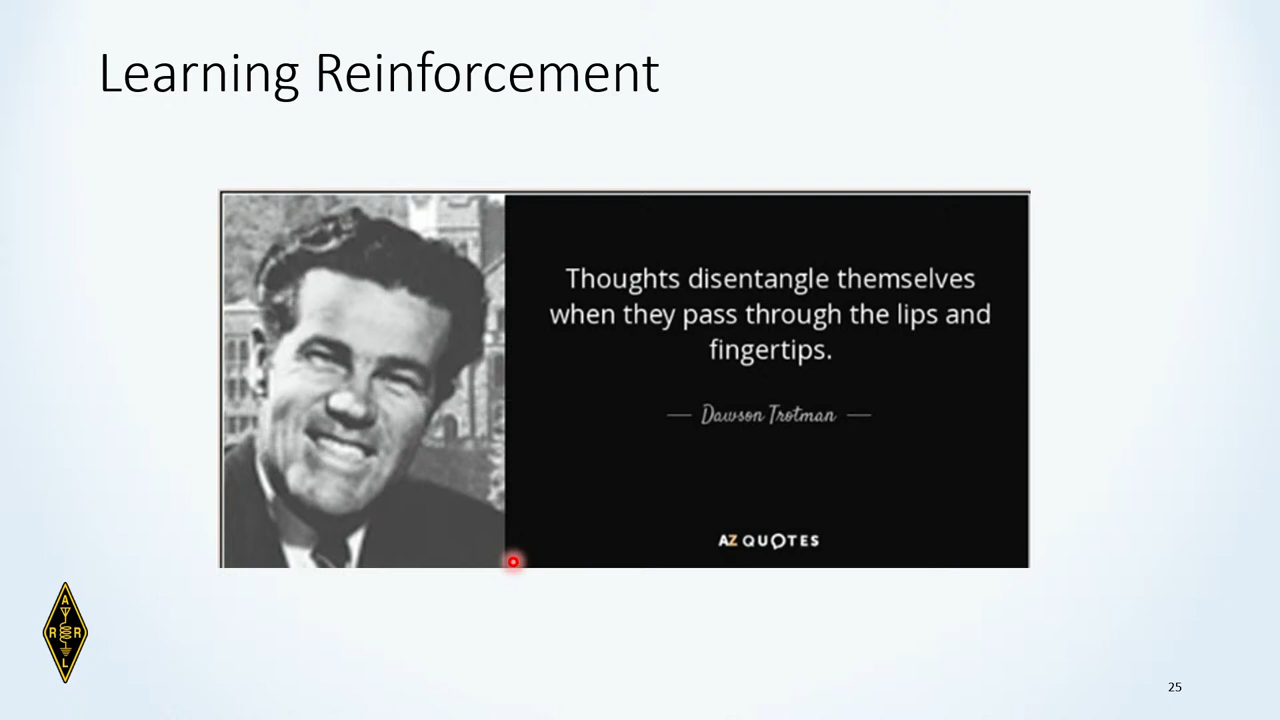 Learning Reinforcement
Thoughts disentangle themselves
when they pass through the lips and
fingertips.
— Dawson Trotman —
AZ QUOTES
A
R R
L
25